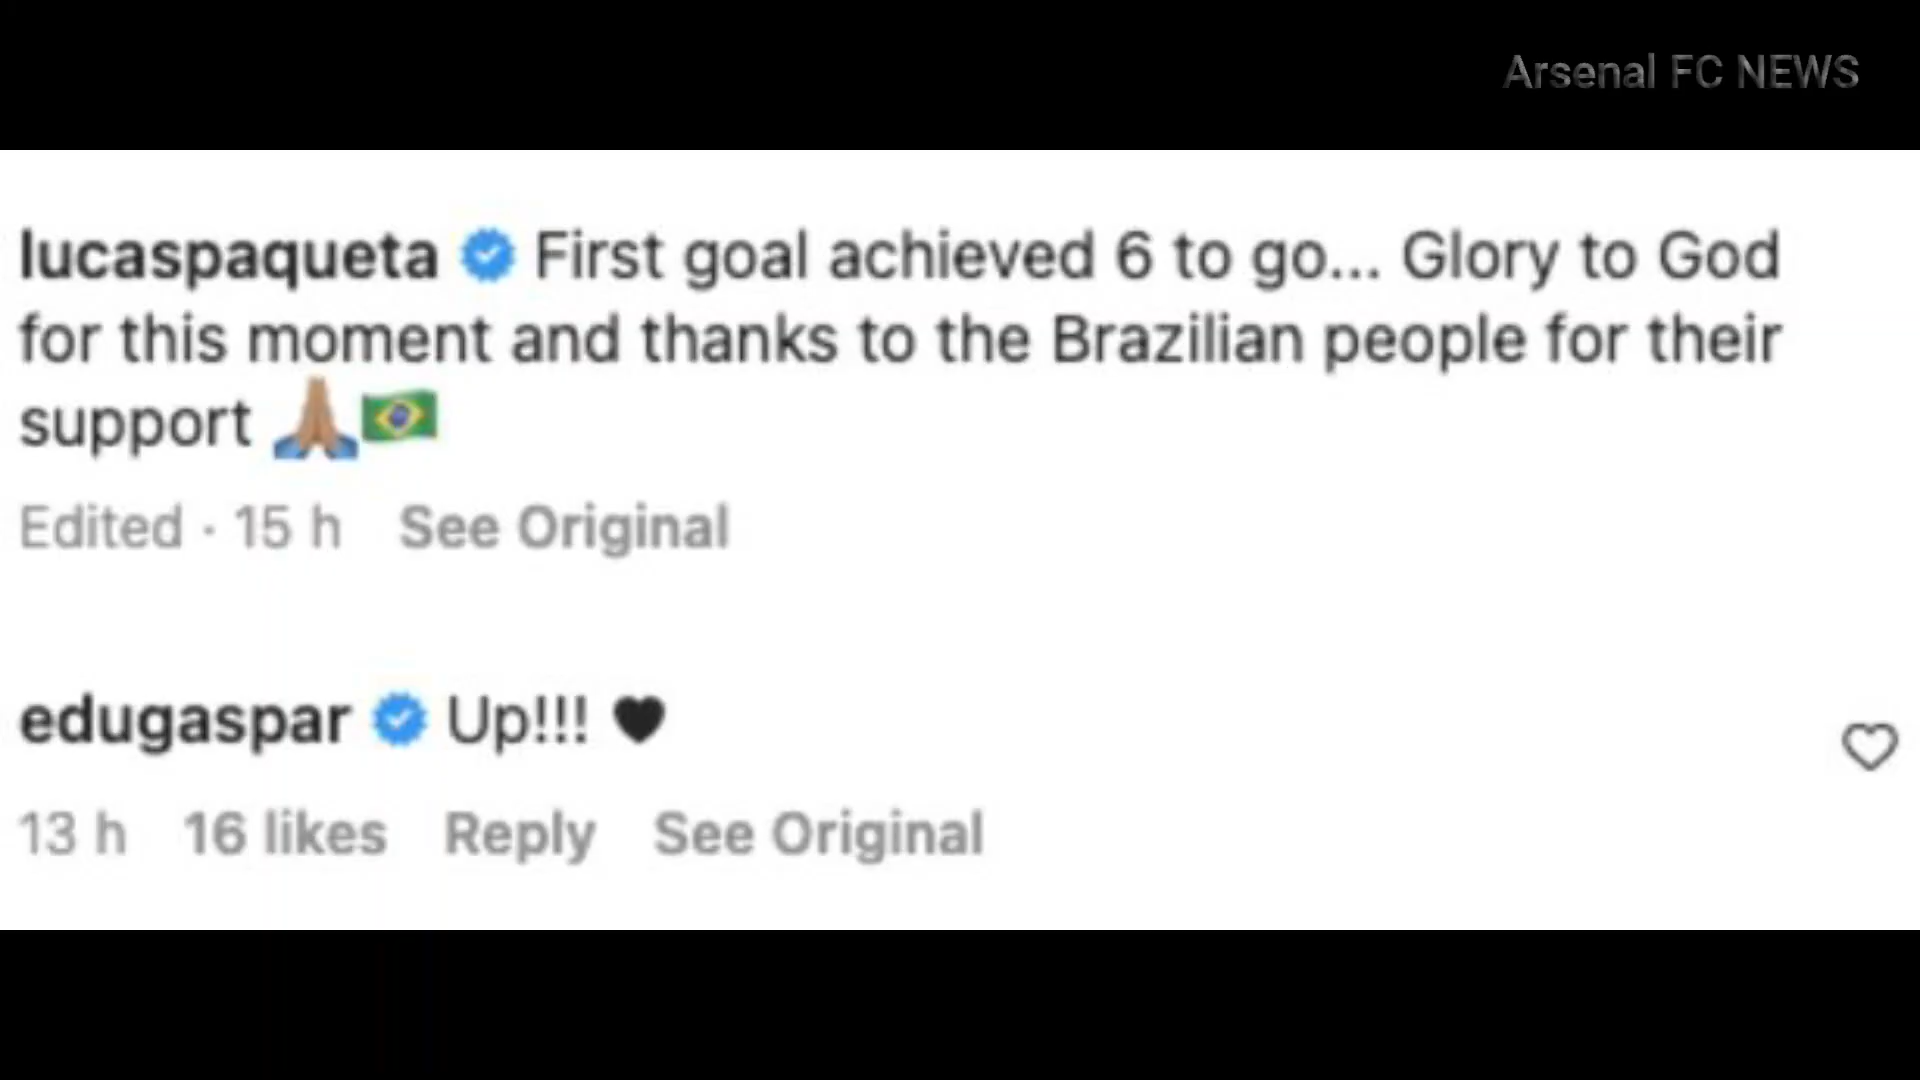 Arsenal FC NEWS
lucaspaqueta First goal achieved 6 to go... Glory to God
for this moment and thanks to the Brazilian people for their
support 🙏🏽🇧🇷
Edited · 15 h See Original
edugaspar Up!!! 🖤
13 h 16 likes Reply See Original